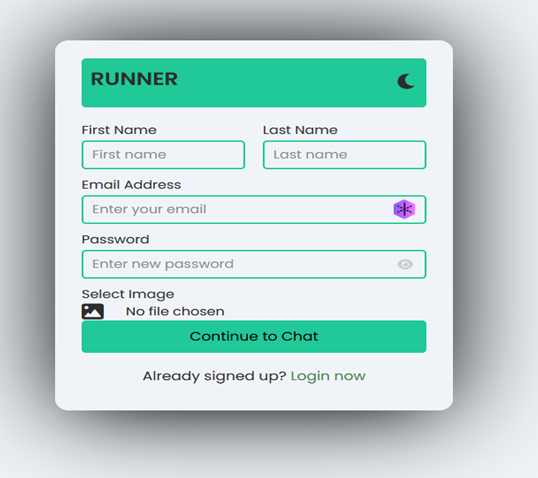 RUNNER
First Name Last Name
First name Last name
Email Address
Enter your email
Password
Enter new password
Select Image
No file chosen
Continue to Chat
Already signed up? Login now